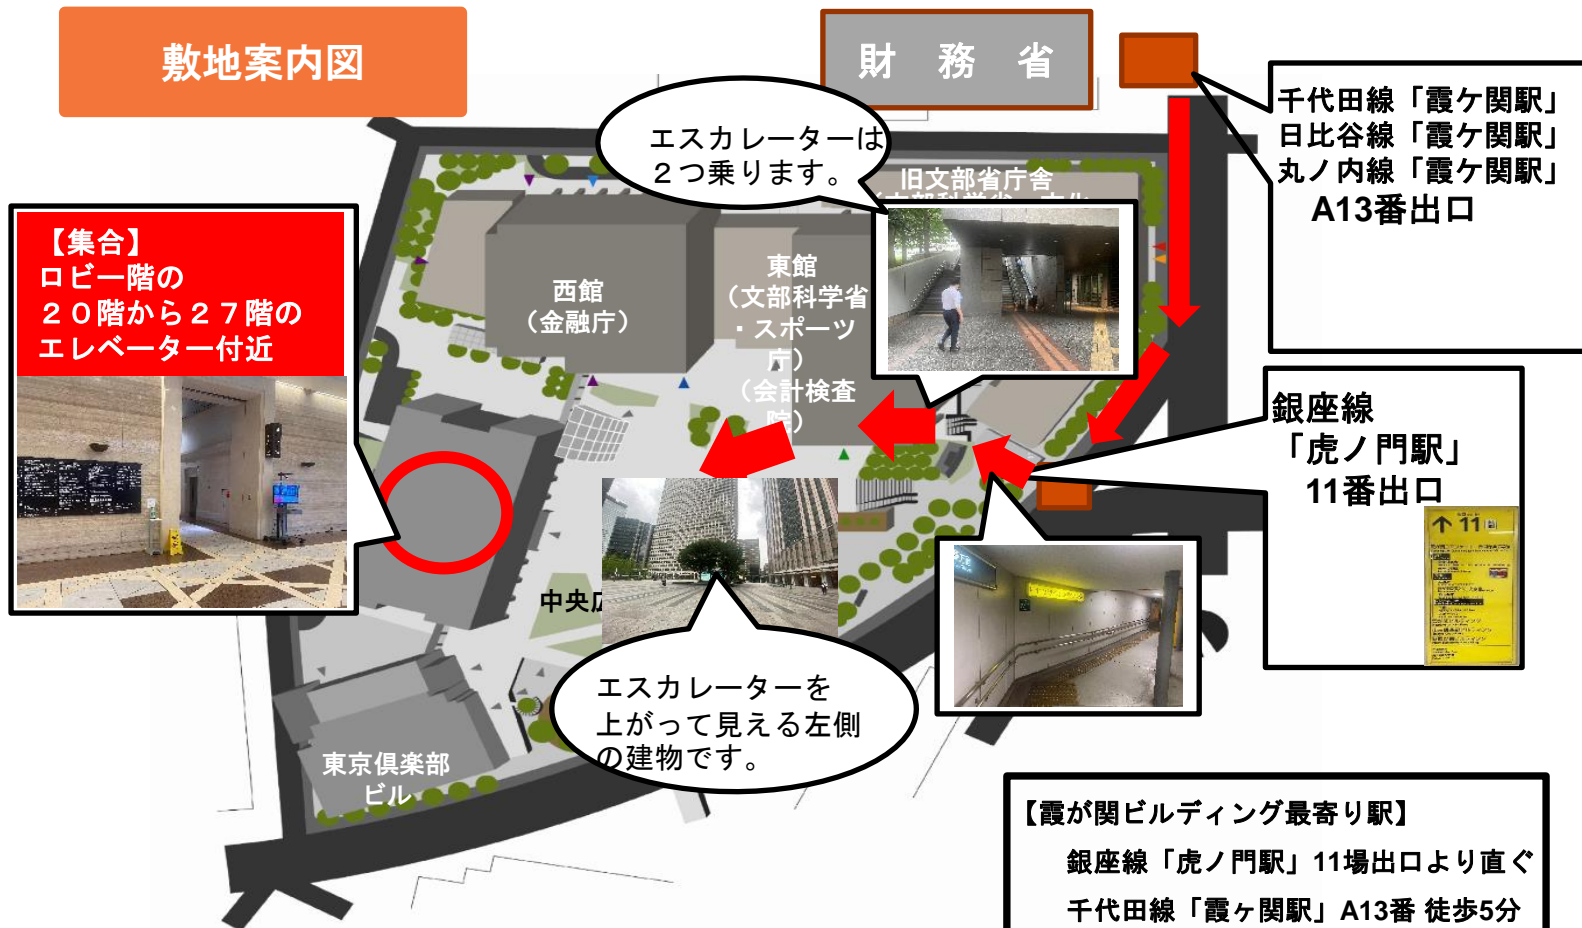 敷地案内図
財 務 省
千代田線「霞ケ関駅」
日比谷線「霞ケ関駅」
丸ノ内線「霞ケ関駅」
A13番出口
エスカレーターは
２つ乗ります。
旧文部省庁舎
【集合】
ロビー階の
２０階から２７階の
エレベーター付近
西館
（金融庁）
東館
（文部科学省
・スポーツ
庁）
（会計検査
院）
銀座線
「虎ノ門駅」
11番出口
11
中央広
エスカレーターを
上がって見える左側
の建物です。
東京倶楽部
ビル
【霞が関ビルディング最寄り駅】
銀座線「虎ノ門駅」11場出口より直ぐ
千代田線「霞ヶ関駅」A13番 徒歩5分